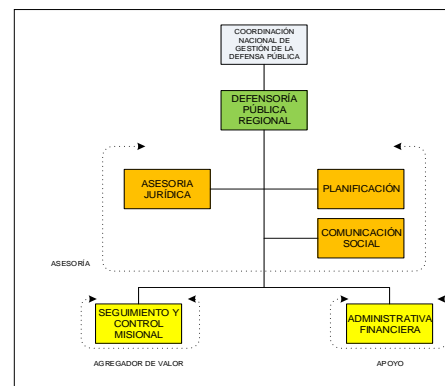 COORDINACIÓN
NACIONAL DE
GESTIÓN DE LA
DEFENSA PÚBLICA
DEFENSORÍA
PÚBLICA
REGIONAL
ASESORIA
JURÍDICA
PLANIFICACIÓN
COMUNICACIÓN
SOCIAL
ASESORÍA
SEGUIMIENTO Y
CONTROL
MISIONAL
ADMINISTRATIVA
FINANCIERA
AGREGADOR DE VALOR
APOYO